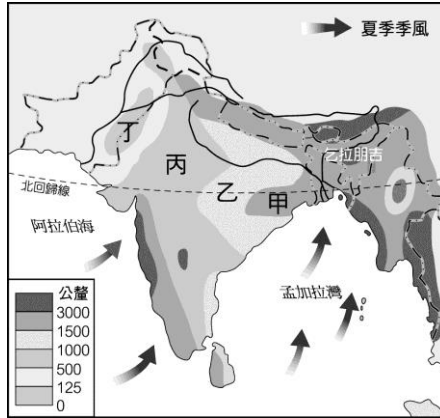 夏季季風
丁
丙
乞拉朋吉
北回歸線
乙
甲
阿拉伯海
孟加拉灣
公釐
3000
1500
1000
500
125
0